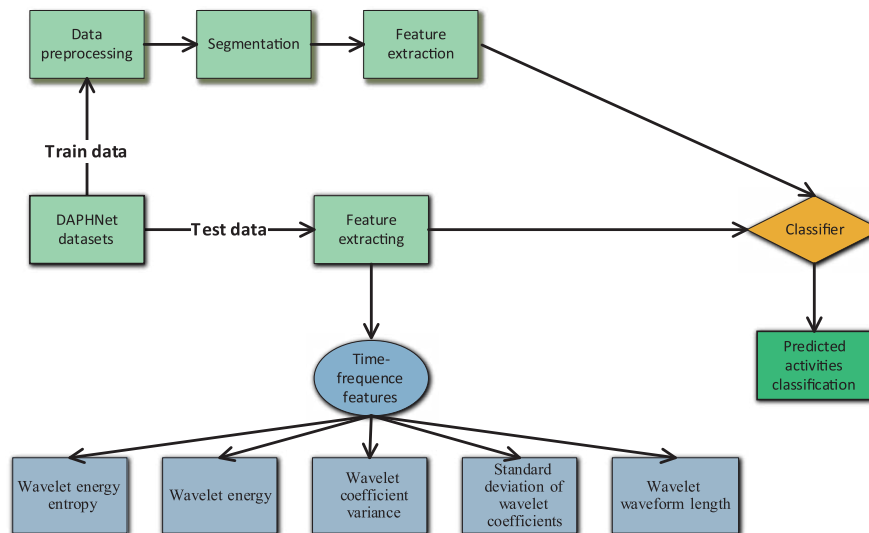 Data
preprocessing
Segmentation
Feature
extraction
Train data
DAPHNet
datasets
Test data
Feature
extracting
Classifier
Predicted
activities
classification
Time-
frequence
features
Wavelet energy
entropy
Wavelet energy
Wavelet
coefficient
variance
Standard
deviation of
wavelet
coefficients
Wavelet
waveform length